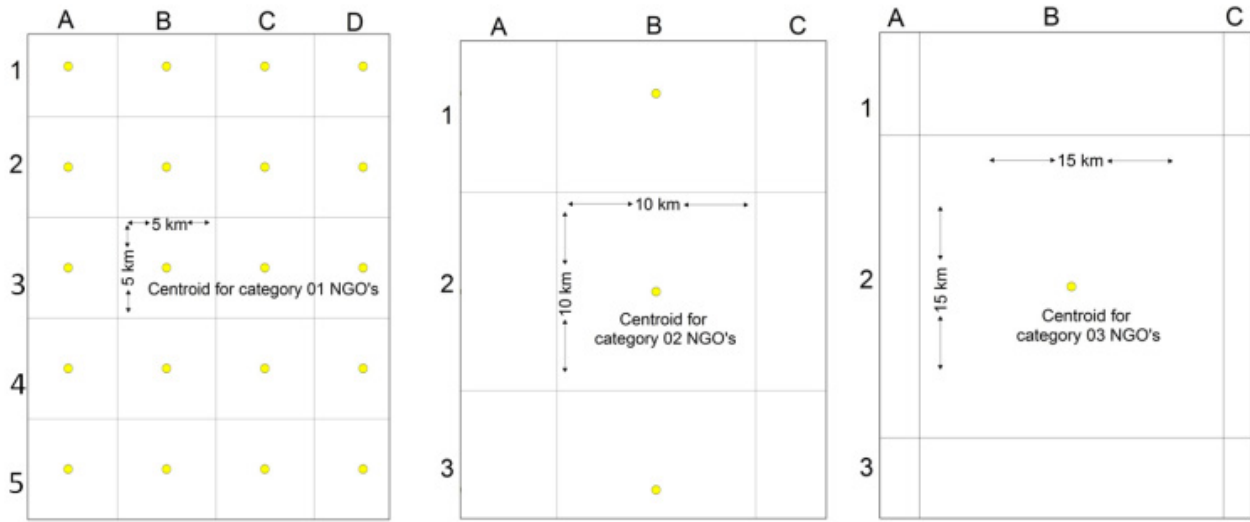 A B C D
1
2
3
4
5
5 km
5 km
Centroid for category 01 NGO's
A B C
1
2
3
10 km
10 km
Centroid for
category 02 NGO's
A B C
1
2
3
15 km
15 km
Centroid for
category 03 NGO's